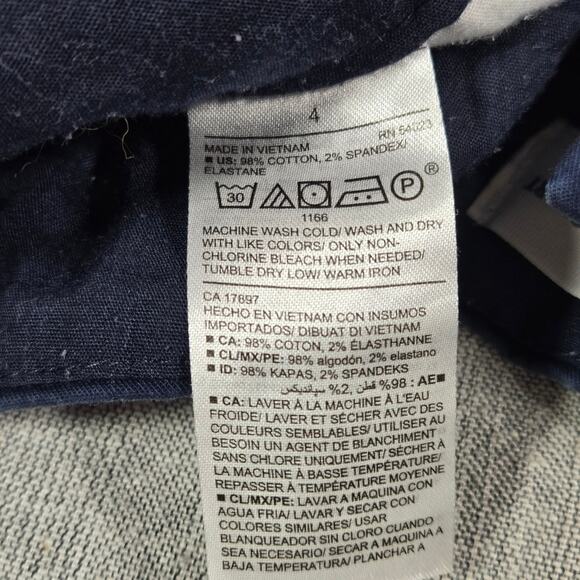 4
RN 54023
MADE IN VIETNAM
■ US: 98% COTTON, 2% SPANDEX/
ELASTANE
30 P ®
1166
MACHINE WASH COLD/ WASH AND DRY
WITH LIKE COLORS/ ONLY NON-
CHLORINE BLEACH WHEN NEEDED/
TUMBLE DRY LOW/ WARM IRON
CA 17897
HECHO EN VIETNAM CON INSUMOS
IMPORTADOS/ DIBUAT DI VIETNAM
■ CA: 98% COTON, 2% ÉLASTHANNE
■ CL/MX/PE: 98% algodón, 2% elastano
■ ID: 98% KAPAS, 2% SPANDEKS
■ AE: 98% قطن, 2% سپانديكس
■ CA: LAVER À LA MACHINE À L'EAU
FROIDE/ LAVER ET SÉCHER AVEC DES
COULEURS SEMBLABLES/ UTILISER AU
BESOIN UN AGENT DE BLANCHIMENT
SANS CHLORE UNIQUEMENT/ SÉCHER À
LA MACHINE À BASSE TEMPÉRATURE/
REPASSER À TEMPÉRATURE MOYENNE
■ CL/MX/PE: LAVAR A MAQUINA CON
AGUA FRIA/ LAVAR Y SECAR CON
COLORES SIMILARES/ USAR
BLANQUEADOR SIN CLORO CUANDO
SEA NECESARIO/ SECAR A MAQUINA A
BAJA TEMPERATURA/ PLANCHAR A